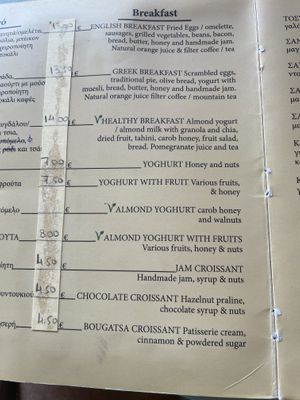 Breakfast
15.00 € ENGLISH BREAKFAST Fried Eggs / omelette,
sausages, grilled vegetables, beans, bacon,
bread, butter, honey and handmade jam.
Natural orange juice & filter coffee / tea
13.50 € GREEK BREAKFAST Scrambled eggs,
traditional pie, olive bread, yogurt with
muesli, bread, butter, honey and handmade jam.
Natural orange juice filter coffee / mountain tea
14.00 € √HEALTHY BREAKFAST Almond yogurt
/ almond milk with granola and chia,
dried fruit, tahini, carob honey, fruit salad,
bread. Pomegranate juice and tea
7.00 € YOGHURT Honey and nuts
7.50 € YOGHURT WITH FRUIT Various fruits,
& honey
√ALMOND YOGHURT carob honey
and walnuts
8.00 € √ALMOND YOGHURT WITH FRUITS
Various fruits, honey & nuts
4.50 € JAM CROISSANT
Handmade jam, syrup & nuts
4.50 € CHOCOLATE CROISSANT Hazelnut praline,
chocolate syrup & nuts
4.50 € BOUGATSA CROISSANT Patisserie cream,
cinnamon & powdered sugar